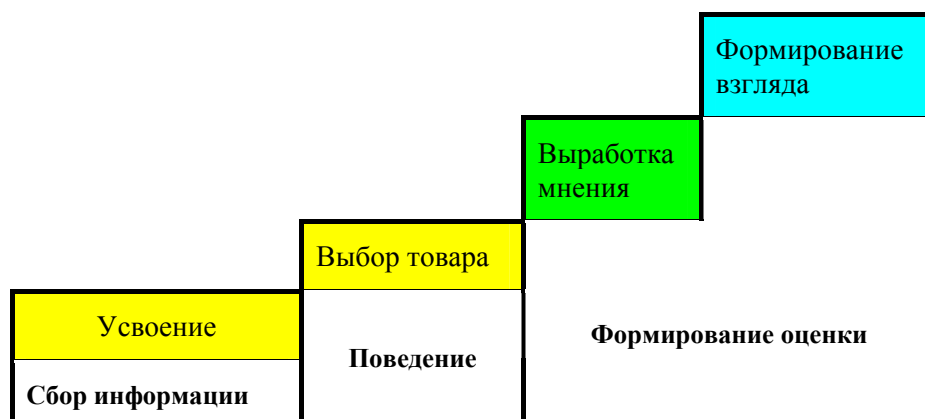 Формирование
взгляда
Выработка
мнения
Выбор товара
Усвоение
Формирование оценки
Поведение
Сбор информации